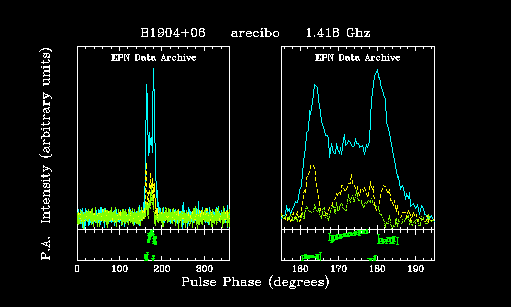 B1904+06 arecibo 1.418 Ghz
EPN Data Archive EPN Data Archive
P.A. Intensity (arbitrary units)
0 100 200 300 160 170 180 190
Pulse Phase (degrees)